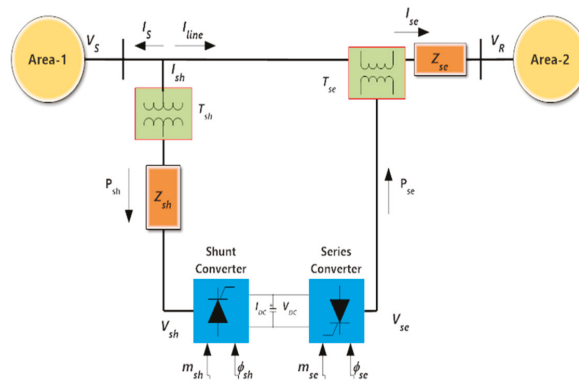 V_S
I_S
I_line
I_se
V_R
Area-1
Area-2
I_sh
Z_se
T_sh
T_se
P_sh
Z_sh
P_se
Shunt
Converter
Series
Converter
I_DC
V_DC
V_sh
V_se
m_sh
ϕ_sh
m_se
ϕ_se